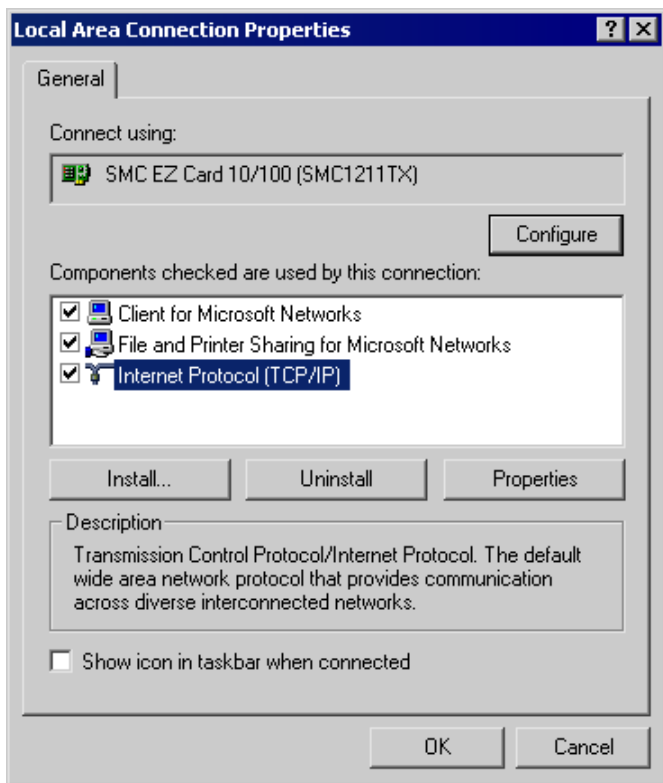 Local Area Connection Properties
General
Connect using:
SMC EZ Card 10/100 (SMC1211TX)
Configure
Components checked are used by this connection:
Client for Microsoft Networks
File and Printer Sharing for Microsoft Networks
Internet Protocol (TCP/IP)
Install... Uninstall Properties
Description
Transmission Control Protocol/Internet Protocol. The default
wide area network protocol that provides communication
across diverse interconnected networks.
Show icon in taskbar when connected
OK Cancel